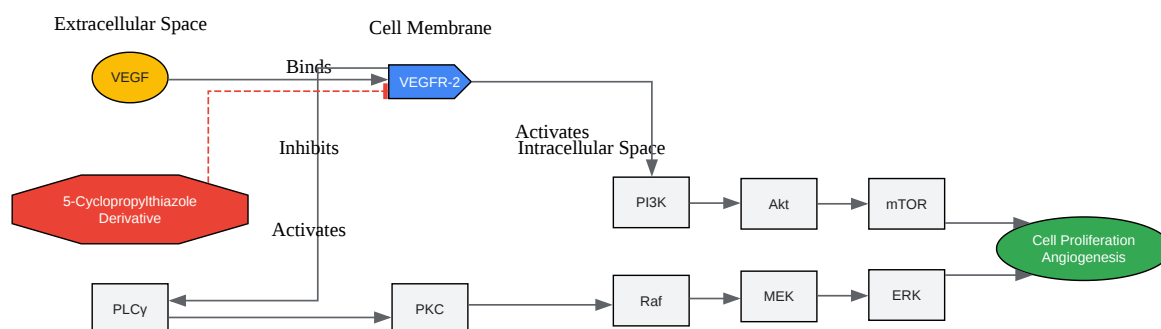 Extracellular Space
Cell Membrane
VEGF
Binds
VEGFR-2
Activates
Inhibits
Intracellular Space
5-Cyclopropylthiazole
Derivative
PI3K
Akt
mTOR
Activates
Cell Proliferation
Angiogenesis
PLCγ
PKC
Raf
MEK
ERK